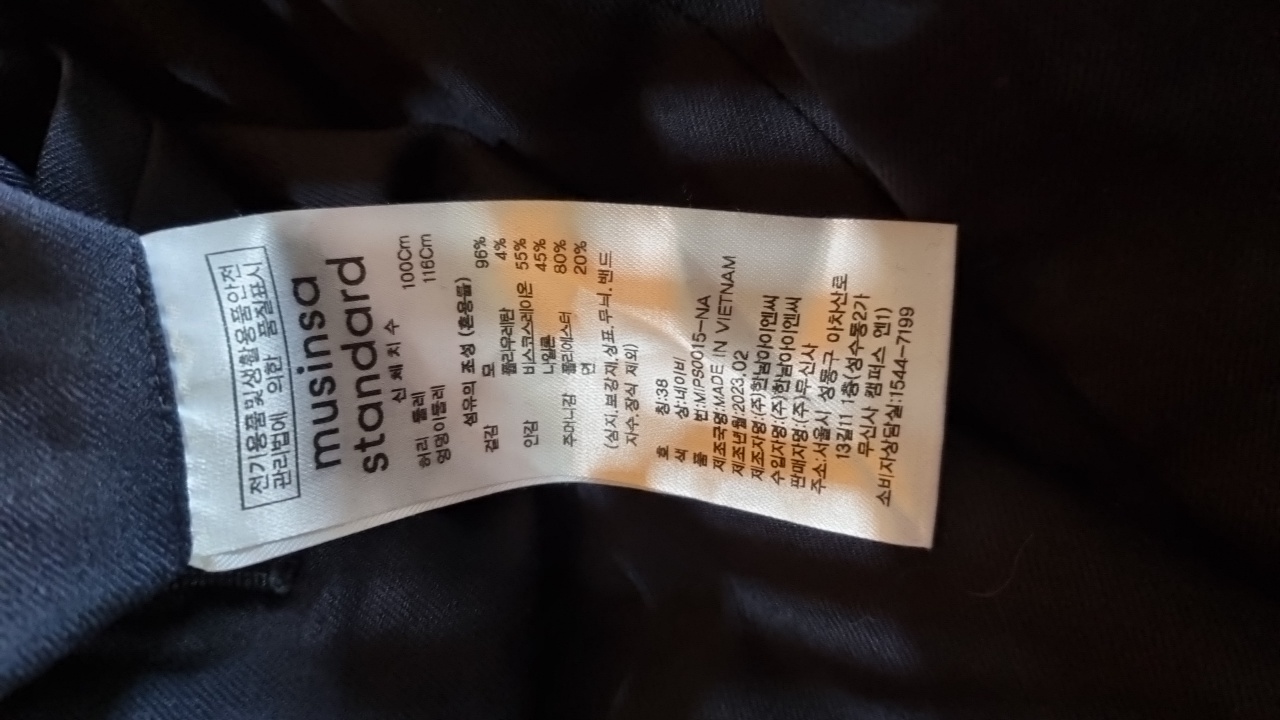 전기용품및생활용품안전
관리법에 의한 품질표시
musinsa
standard
신체치수
허리 둘레 100Cm
엉덩이둘레 116Cm
섬유의 조성 (혼용율)
겉감 모 96%
폴리우레탄 4%
안감 비스코스레이온 55%
나일론 45%
주머니감 폴리에스터 80%
면 20%
(심지,보강재,상표,무늬,밴드
자수,장식 제외)
호 칭:38
색 상:네이비
품 번:MIPS0015-NA
제조국명:MADE IN VIETNAM
제조년월:2023.02
제조자명:(주)한남아이앤씨
수입자명:(주)한남아이앤씨
판매자명:(주)무신사
주소:서울시 성동구 아차산로
13길11 1층(성수동2가
무신사 캠퍼스 엔1)
소비자상담실:1544-7199